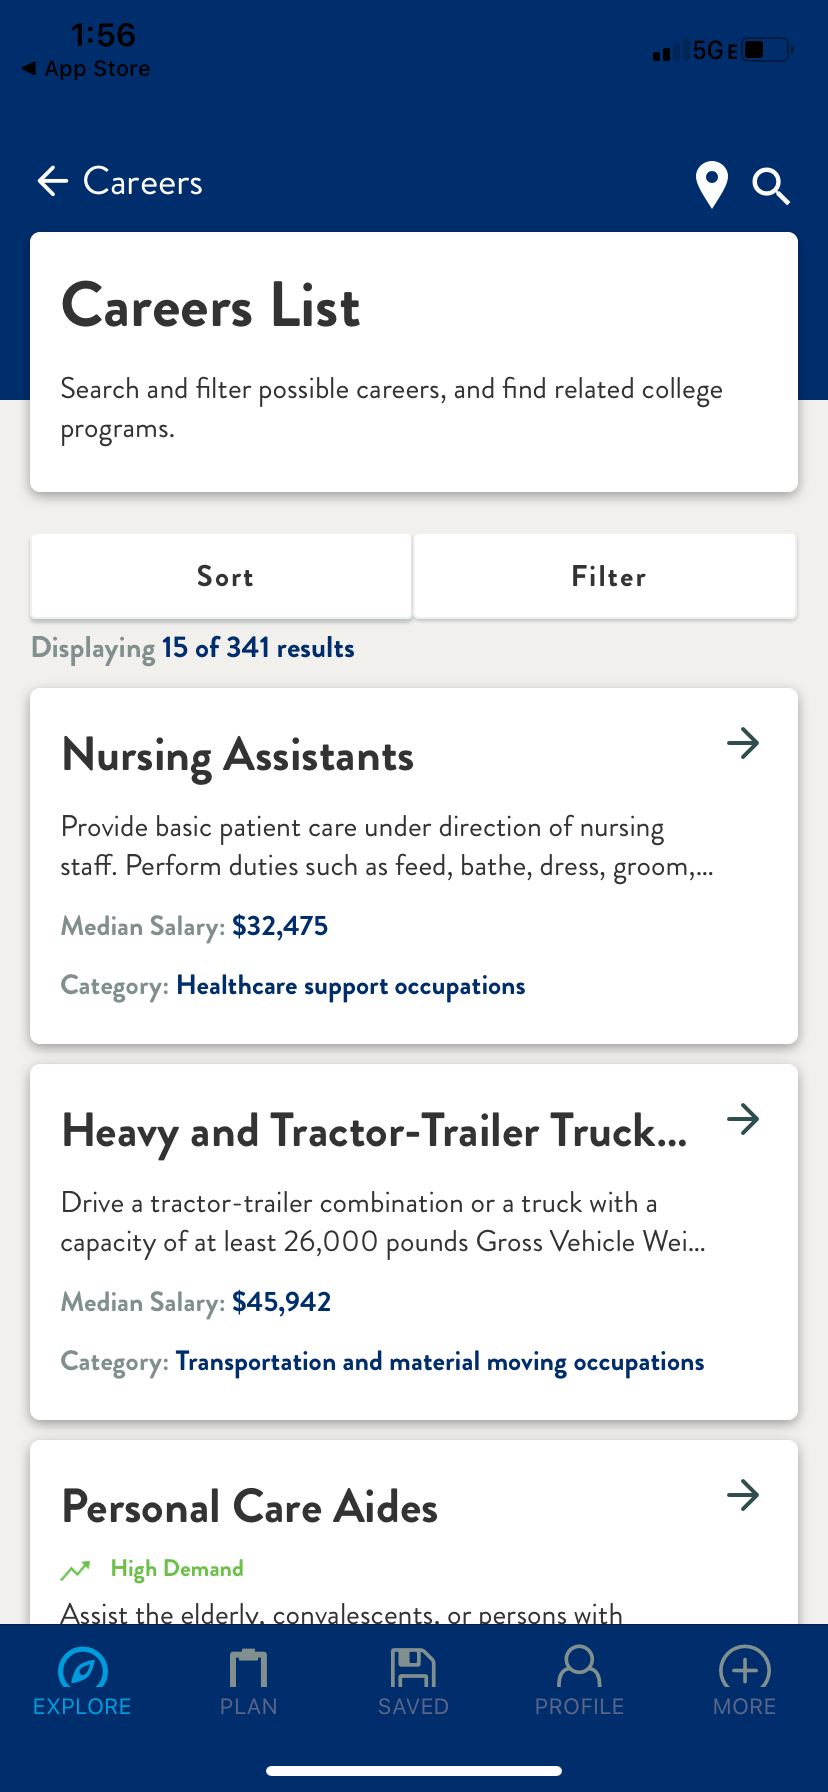 1:56
App Store
5GE
Careers
Careers List
Search and filter possible careers, and find related college
programs.
Sort
Filter
Displaying 15 of 341 results
Nursing Assistants
Provide basic patient care under direction of nursing
staff. Perform duties such as feed, bathe, dress, groom,...
Median Salary: $32,475
Category: Healthcare support occupations
Heavy and Tractor-Trailer Truck...
Drive a tractor-trailer combination or a truck with a
capacity of at least 26,000 pounds Gross Vehicle Wei...
Median Salary: $45,942
Category: Transportation and material moving occupations
Personal Care Aides
High Demand
Assist the elderly, convalescents, or persons with
EXPLORE
PLAN
SAVED
PROFILE
MORE